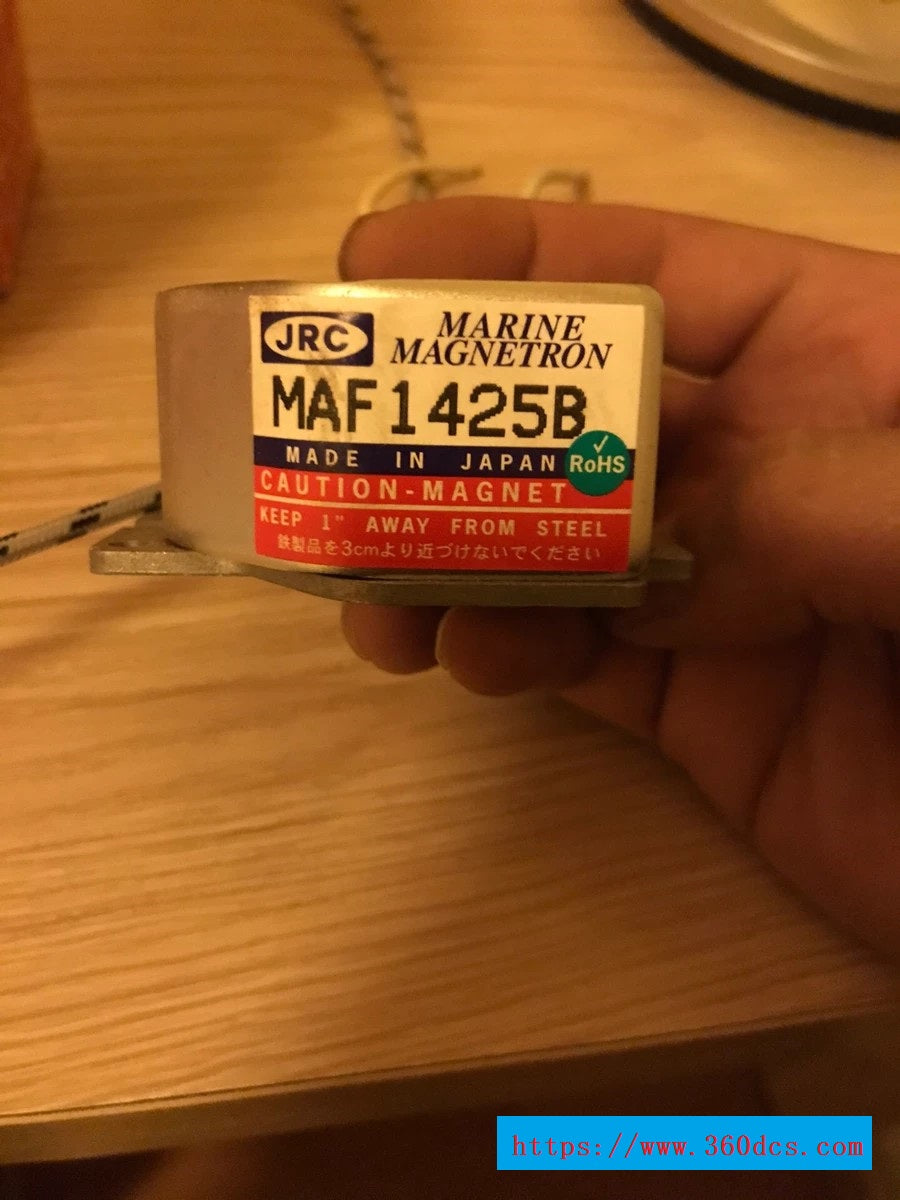 JRC
MARINE
MAGNETRON
MAF1425B
MADE IN JAPAN
✓
RoHS
CAUTION-MAGNET
KEEP 1" AWAY FROM STEEL
鉄製品を3cmより近づけないでください
https://www.360dcs.com